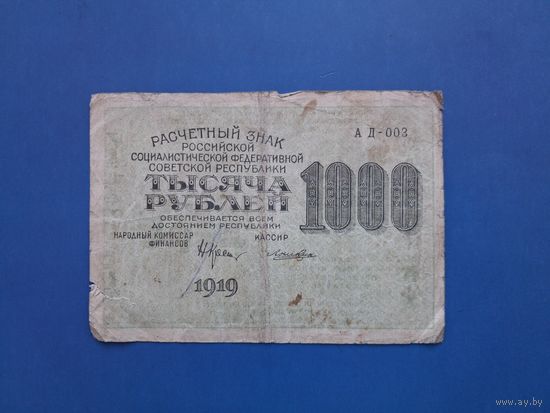 А Д-003
РАСЧЕТНЫЙ ЗНАК
РОССИЙСКОЙ
СОЦИАЛИСТИЧЕСКОЙ ФЕДЕРАТИВНОЙ
СОВЕТСКОЙ РЕСПУБЛИКИ
ТЫСЯЧА
РУБЛЕЙ
1000
ОБЕСПЕЧИВАЕТСЯ ВСЕМ
ДОСТОЯНИЕМ РЕСПУБЛИКИ
НАРОДНЫЙ КОМИССАР
ФИНАНСОВ
КАССИР
1919
www.ay.by